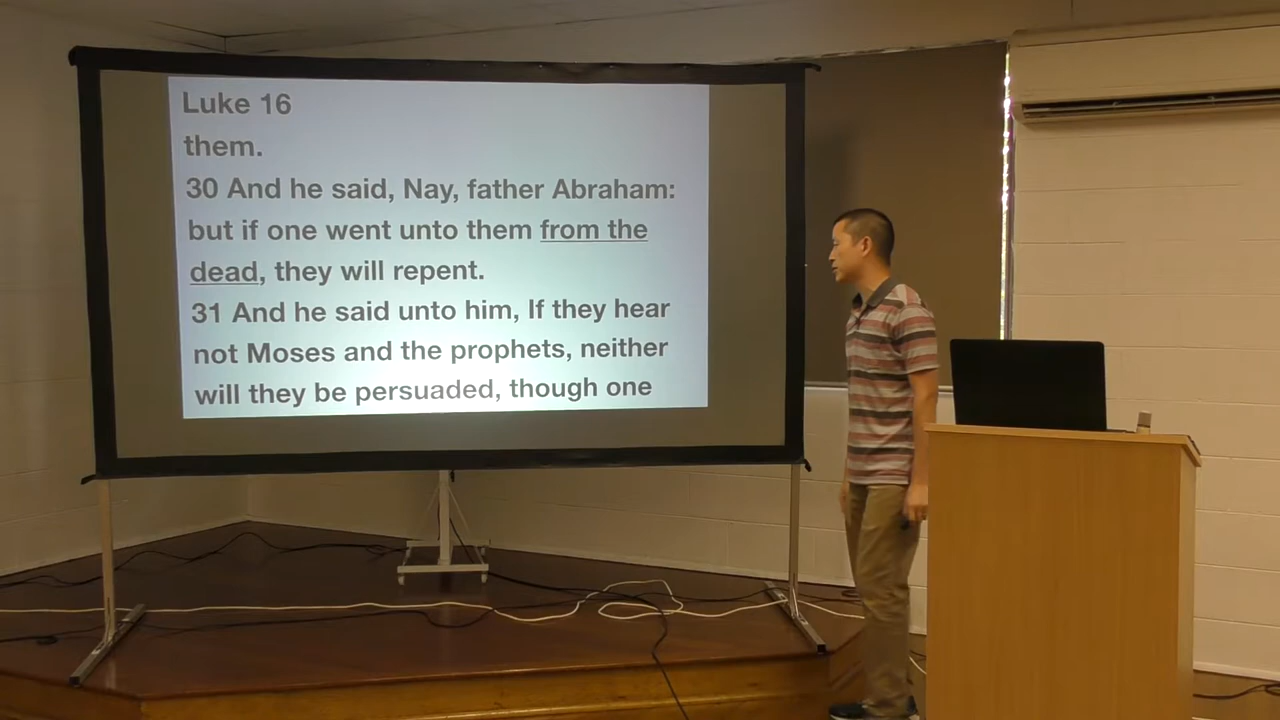 Luke 16
them.
30 And he said, Nay, father Abraham:
but if one went unto them from the
dead, they will repent.
31 And he said unto him, If they hear
not Moses and the prophets, neither
will they be persuaded, though one